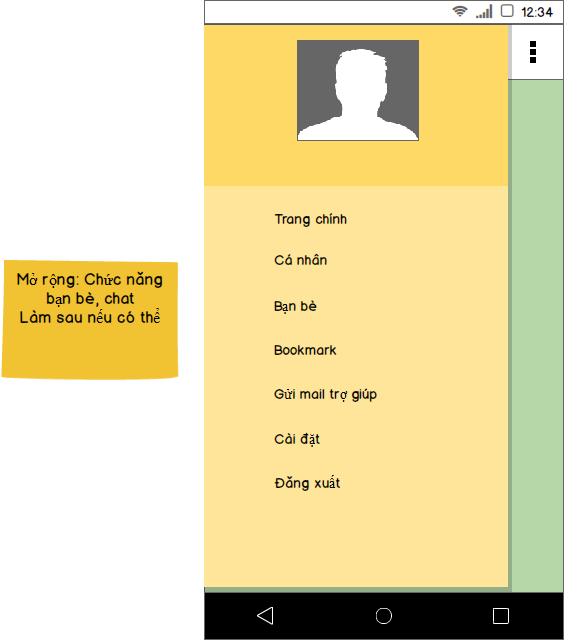 12:34
Trang chính
Cá nhân
Bạn bè
Bookmark
Gửi mail trợ giúp
Cài đặt
Đăng xuất
Mở rộng: Chức năng
bạn bè, chat
Làm sau nếu có thể